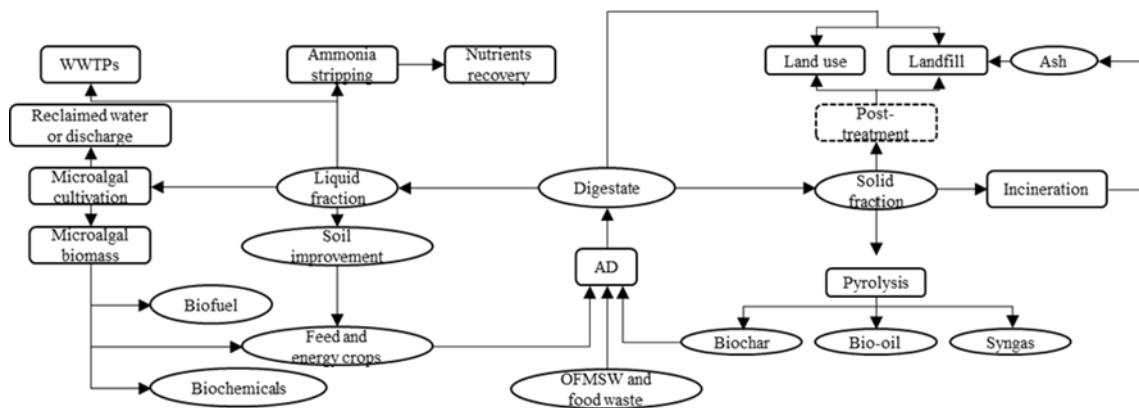 WWTPs
Ammonia
stripping
Nutrients
recovery
Land use
Landfill
Ash
Reclaimed water
or discharge
Post-
treatment
Microalgal
cultivation
Liquid
fraction
Digestate
Solid
fraction
Incineration
Microalgal
biomass
Soil
improvement
AD
Pyrolysis
Biofuel
Feed and
energy crops
Biochar
Bio-oil
Syngas
Biochemicals
OFMSW and
food waste